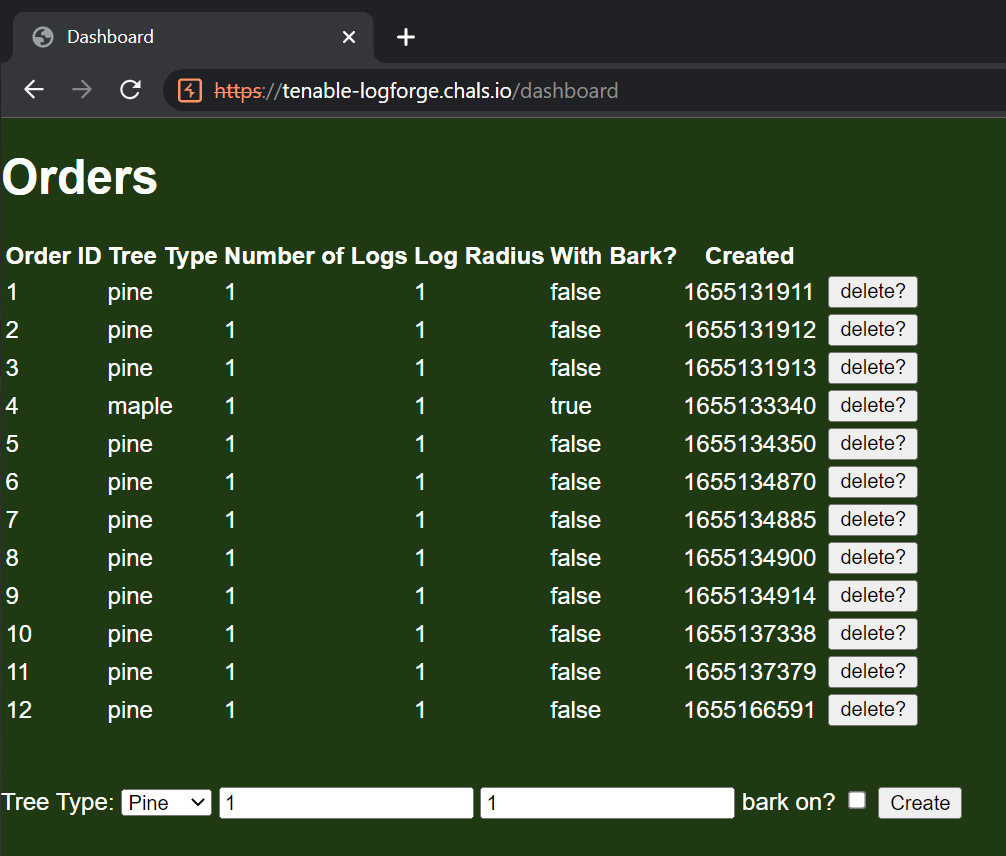 Dashboard
https://tenable-logforge.chals.io/dashboard
Orders
Order ID Tree Type Number of Logs Log Radius With Bark? Created
1 pine 1 1 false 1655131911 delete?
2 pine 1 1 false 1655131912 delete?
3 pine 1 1 false 1655131913 delete?
4 maple 1 1 true 1655133340 delete?
5 pine 1 1 false 1655134350 delete?
6 pine 1 1 false 1655134870 delete?
7 pine 1 1 false 1655134885 delete?
8 pine 1 1 false 1655134900 delete?
9 pine 1 1 false 1655134914 delete?
10 pine 1 1 false 1655137338 delete?
11 pine 1 1 false 1655137379 delete?
12 pine 1 1 false 1655166591 delete?
Tree Type: Pine 1 1 bark on? Create